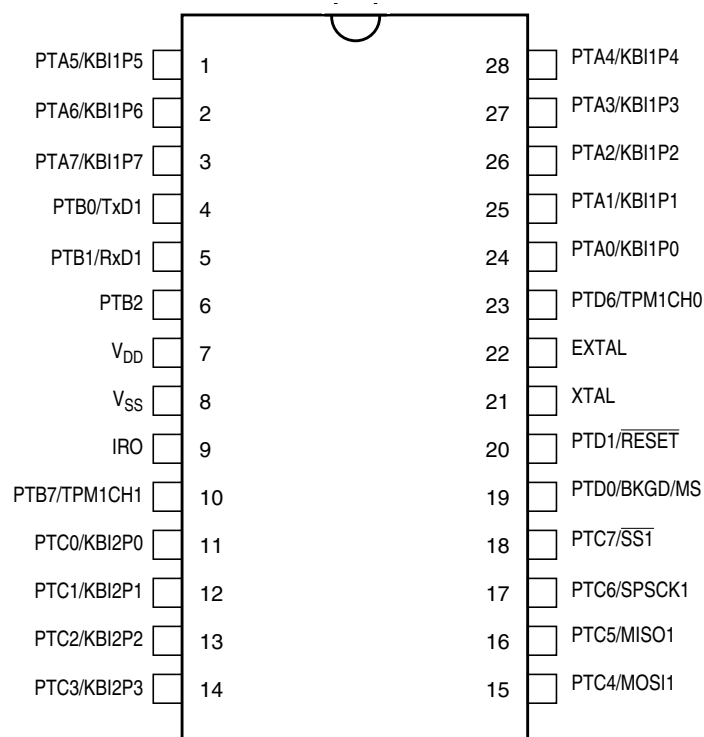 PTA5/KBI1P5 1 28 PTA4/KBI1P4
PTA6/KBI1P6 2 27 PTA3/KBI1P3
PTA7/KBI1P7 3 26 PTA2/KBI1P2
PTB0/TxD1 4 25 PTA1/KBI1P1
PTB1/RxD1 5 24 PTA0/KBI1P0
PTB2 6 23 PTD6/TPM1CH0
VDD 7 22 EXTAL
VSS 8 21 XTAL
IRO 9 20 PTD1/RESET
PTB7/TPM1CH1 10 19 PTD0/BKGD/MS
PTC0/KBI2P0 11 18 PTC7/SS1
PTC1/KBI2P1 12 17 PTC6/SPSCK1
PTC2/KBI2P2 13 16 PTC5/MISO1
PTC3/KBI2P3 14 15 PTC4/MOSI1